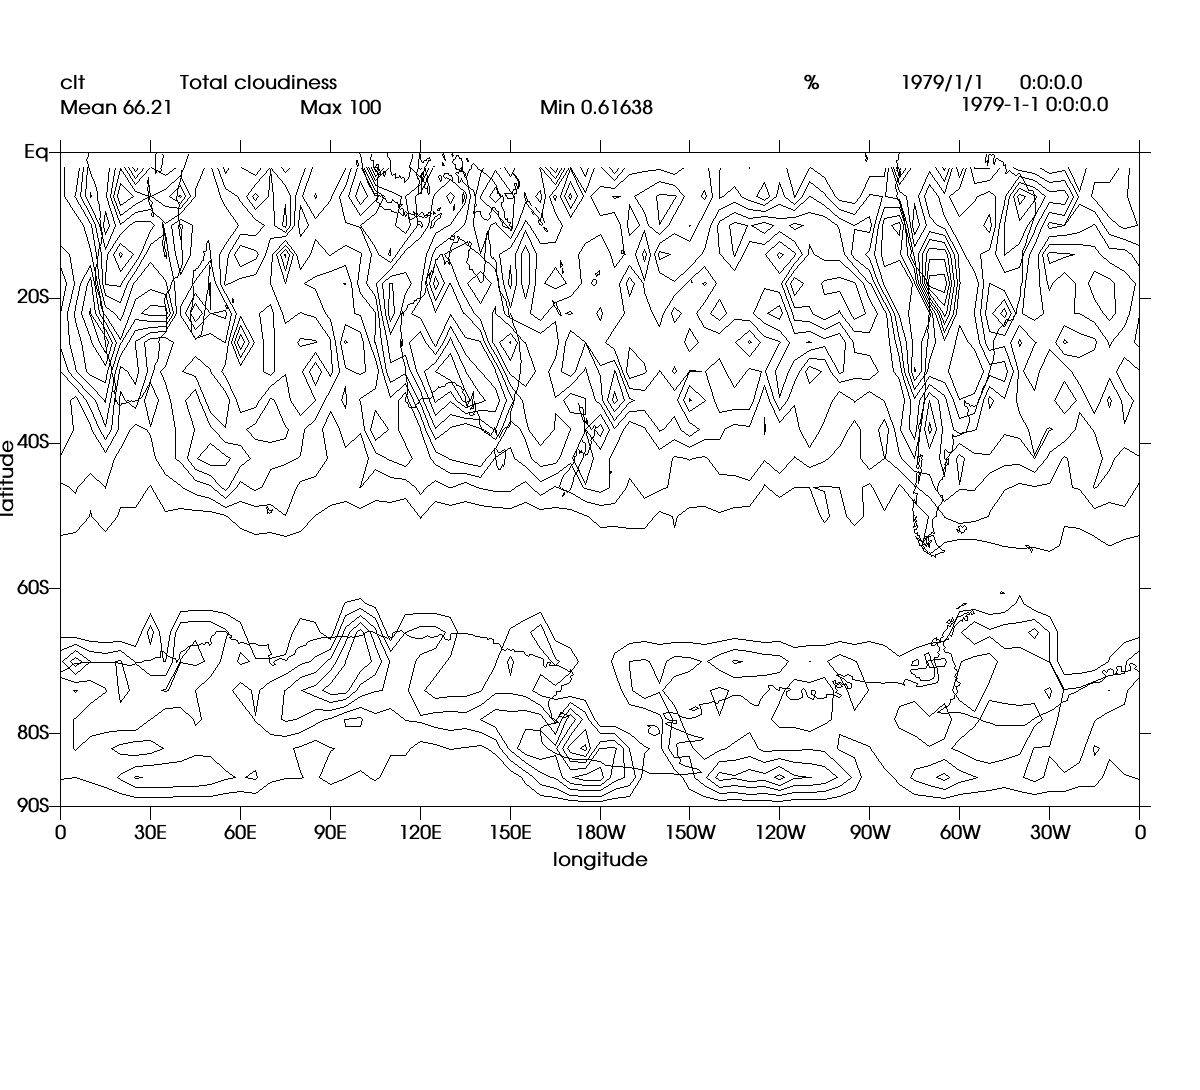 clt Total cloudiness % 1979/1/1 0:0:0.0
Mean 66.21 Max 100 Min 0.61638 1979-1-1 0:0:0.0
Eq
20S
40S
latitude
60S
80S
90S
0 30E 60E 90E 120E 150E 180W 150W 120W 90W 60W 30W 0
longitude